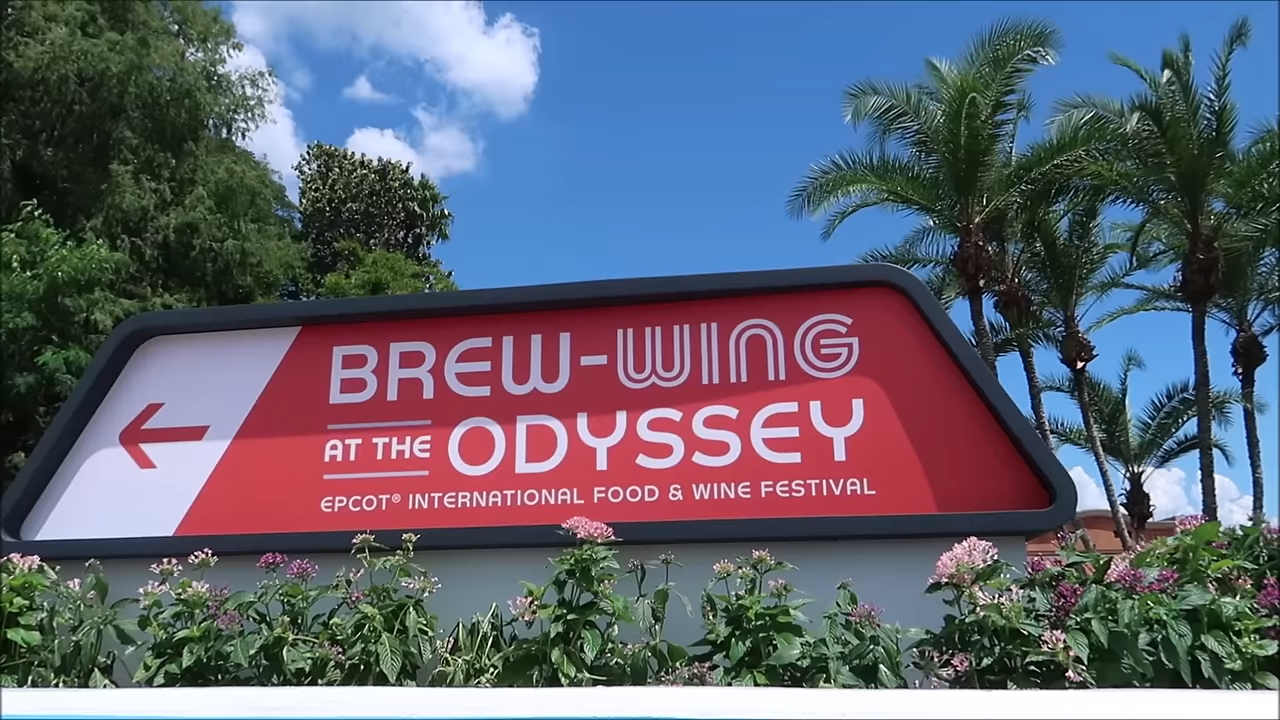 BREW-WING
AT THE ODYSSEY
EPCOT® INTERNATIONAL FOOD & WINE FESTIVAL